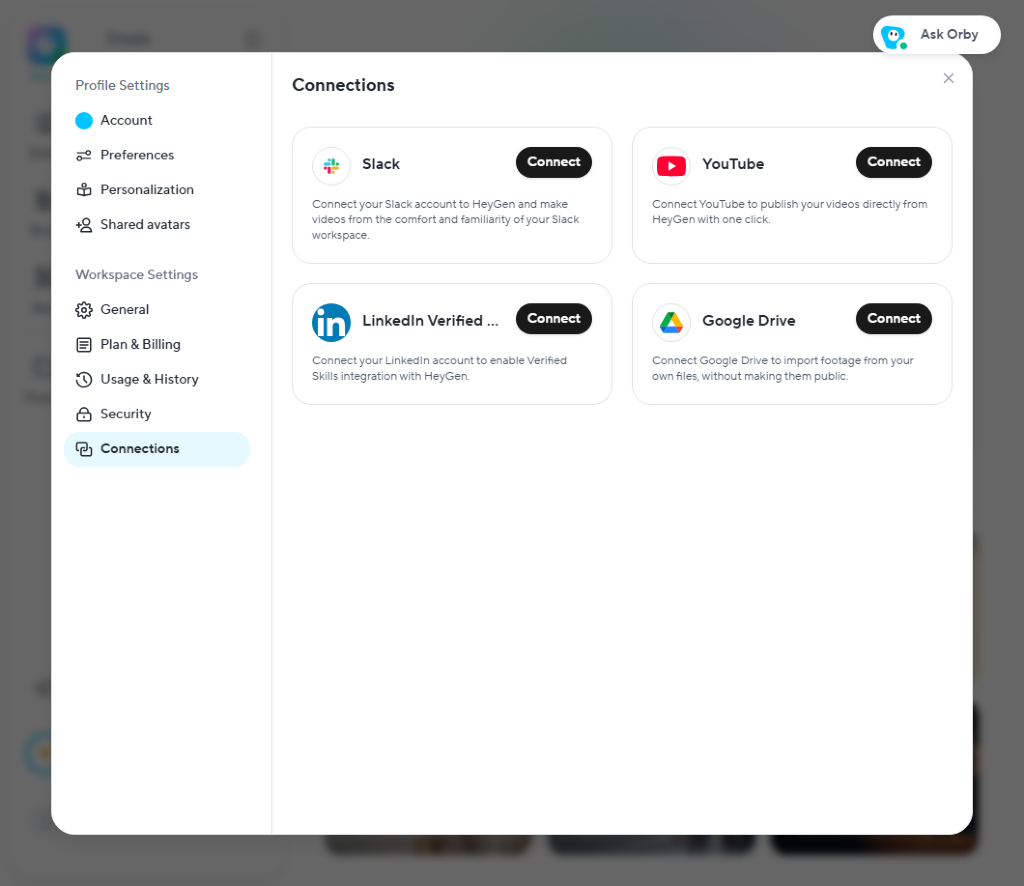 Ask Orby
Profile Settings
Account
Preferences
Personalization
Shared avatars
Workspace Settings
General
Plan & Billing
Usage & History
Security
Connections
Connections
Slack
Connect
Connect your Slack account to HeyGen and make
videos from the comfort and familiarity of your Slack
workspace.
YouTube
Connect
Connect YouTube to publish your videos directly from
HeyGen with one click.
LinkedIn Verified ...
Connect
Connect your LinkedIn account to enable Verified
Skills integration with HeyGen.
Google Drive
Connect
Connect Google Drive to import footage from your
own files, without making them public.